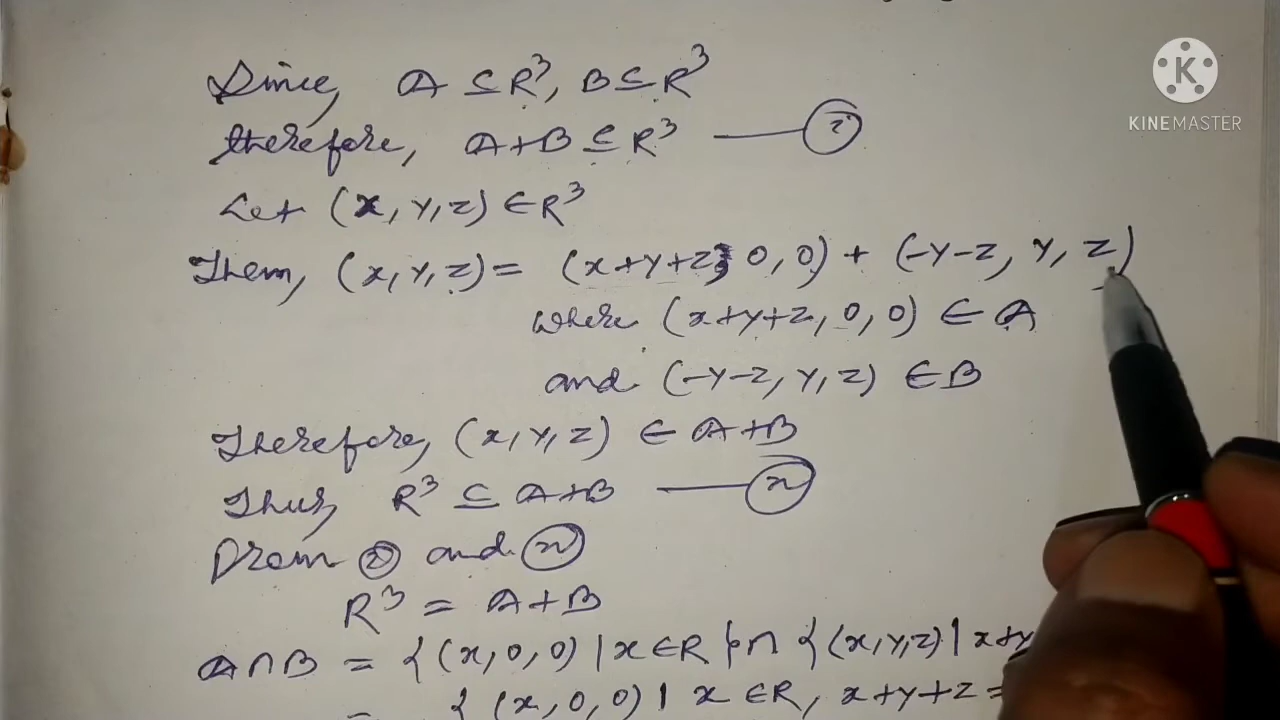 Since, A ⊆ R³, B ⊆ R³
therefore, A+B ⊆ R³ —— (i)
Let (x, y, z) ∈ R³
Then, (x, y, z) = (x+y+z, 0, 0) + (-y-z, y, z)
where (x+y+z, 0, 0) ∈ A
and (-y-z, y, z) ∈ B
Therefore, (x, y, z) ∈ A+B
Thus, R³ ⊆ A+B —— (ii)
From (i) and (ii)
R³ = A+B
A∩B = {(x, 0, 0) | x ∈ R} ∩ {(x, y, z) | x+y
= {(x, 0, 0) | x ∈ R, x+y+z =
K
KINEMASTER